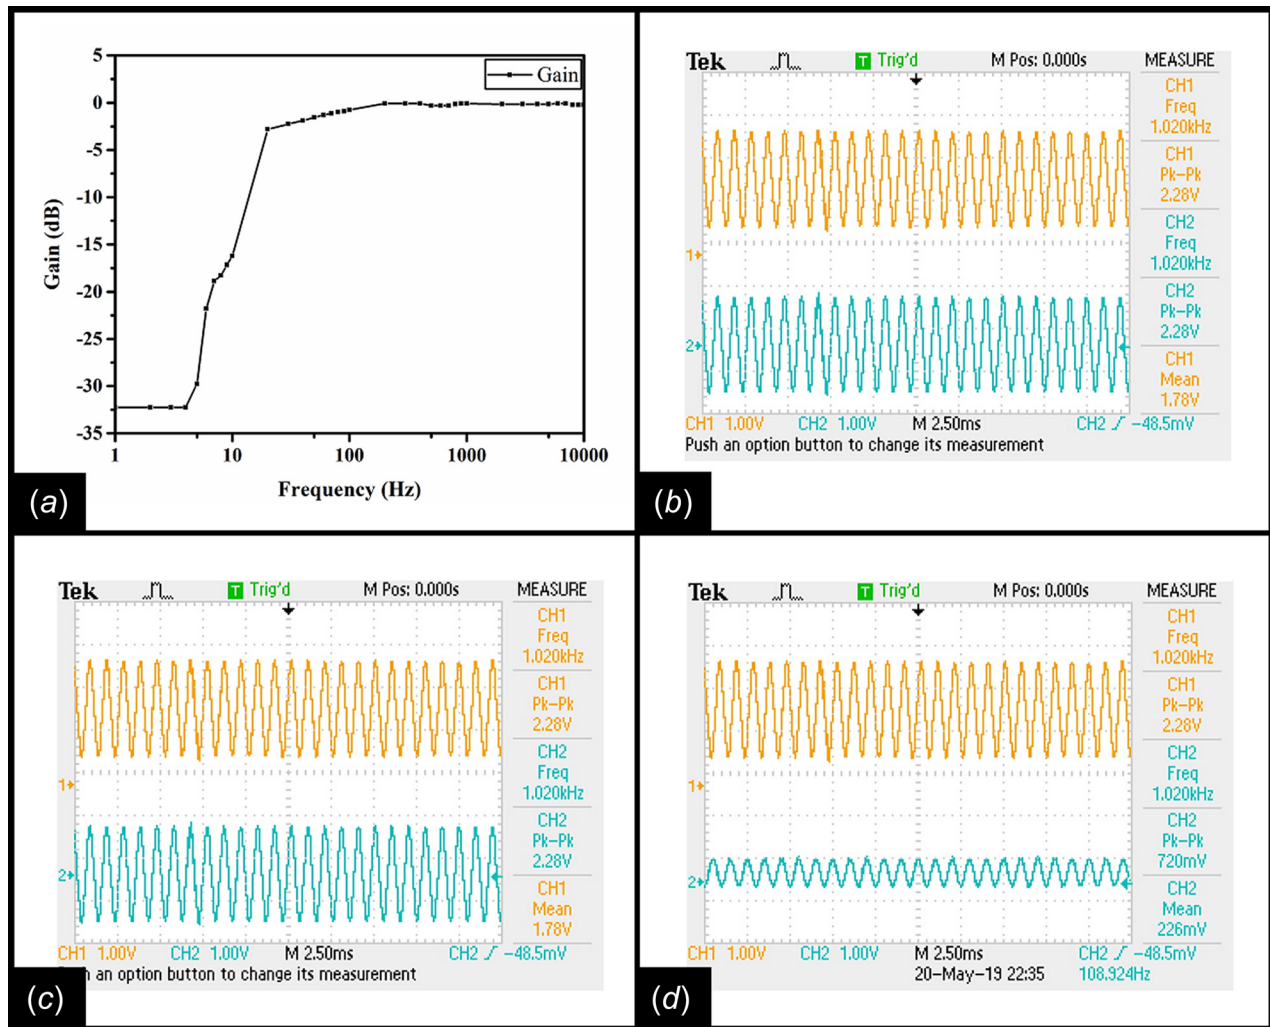 5
0
-5
-10
-15
-20
-25
-30
-35
Gain (dB)
Gain
1 10 100 1000 10000
Frequency (Hz)
(a)
Tek T Trig'd M Pos: 0.000s MEASURE
CH1
Freq
1.020kHz
CH1
Pk-Pk
2.28V
CH2
Freq
1.020kHz
CH2
Pk-Pk
2.28V
CH1
Mean
1.78V
1
2
CH1 1.00V CH2 1.00V M 2.50ms CH2 -48.5mV
Push an option button to change its measurement
(b)
Tek T Trig'd M Pos: 0.000s MEASURE
CH1
Freq
1.020kHz
CH1
Pk-Pk
2.28V
CH2
Freq
1.020kHz
CH2
Pk-Pk
2.28V
CH1
Mean
1.78V
1
2
CH1 1.00V CH2 1.00V M 2.50ms CH2 -48.5mV
an option button to change its measurement
(c)
Tek T Trig'd M Pos: 0.000s MEASURE
CH1
Freq
1.020kHz
CH1
Pk-Pk
2.28V
CH2
Freq
1.020kHz
CH2
Pk-Pk
720mV
CH2
Mean
226mV
1
2
CH1 1.00V CH2 1.00V M 2.50ms CH2 -48.5mV
20-May-19 22:35 108.924Hz
(d)